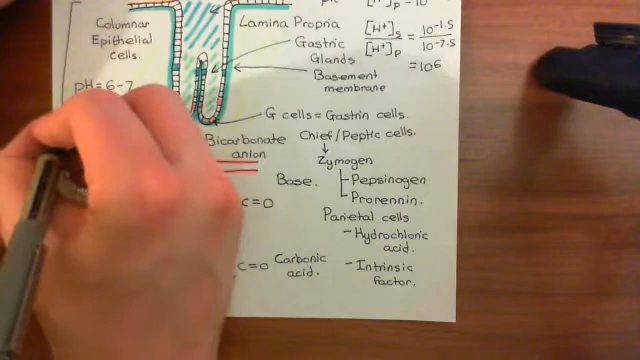 Columnar
Epithelial
cells.
pH=6-7
Lamina Propria
Gastric
Glands
Basement
membrane
[H⁺]s = 10^-1.5
[H⁺]p 10^-7.5
= 10⁶
G cells = Gastrin cells.
Bicarbonate
anion
Chief/Peptic cells.
↓
Zymogen
Pepsinogen
Prorennin.
Base.
C=O
Parietal cells
- Hydrochloric
acid.
C=O Carbonic
acid.
- Intrinsic
factor.